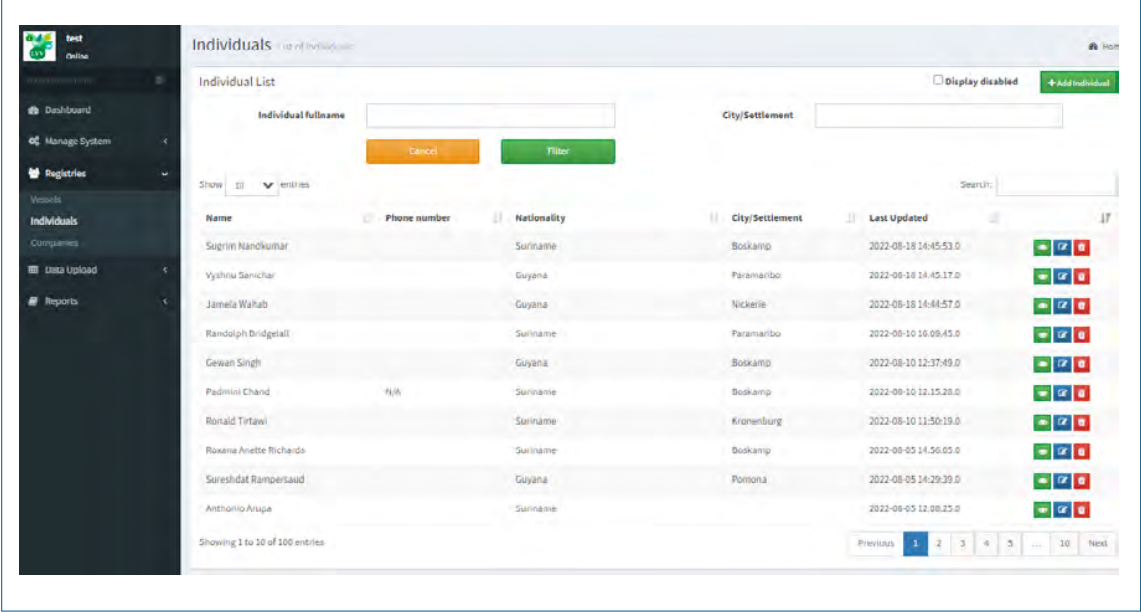 test
Online
Individuals List of Individuals
Individual List
Display disabled
+Add Individual
Individual fullname
City/Settlement
Cancel
Filter
Dashboard
Manage System
Registries
Vessels
Individuals
Companies
Data Upload
Reports
Show 10 entries
Search:
Name Phone number Nationality City/Settlement Last Updated
Sugrim Nandkumar Suriname Boskamp 2022-08-18 14:45:53.0
Vyshnu Sanichar Guyana Paramaribo 2022-08-18 14:45:17.0
Jamela Wahab Guyana Nickerie 2022-08-18 14:44:57.0
Randolph Bridgelall Suriname Paramaribo 2022-08-10 16:09:45.0
Gewan Singh Guyana Boskamp 2022-08-10 12:37:49.0
Padmini Chand N/A Suriname Boskamp 2022-08-10 12:15:28.0
Ronald Tirtawi Suriname Kronenburg 2022-08-10 11:50:19.0
Roxana Anette Richards Suriname Boskamp 2022-08-05 14:56:05.0
Sureshdat Rampersaud Guyana Pomona 2022-08-05 14:29:39.0
Anthonio Arupa Suriname 2022-08-05 12:08:25.0
Showing 1 to 10 of 100 entries
Previous 1 2 3 4 5 ... 10 Next